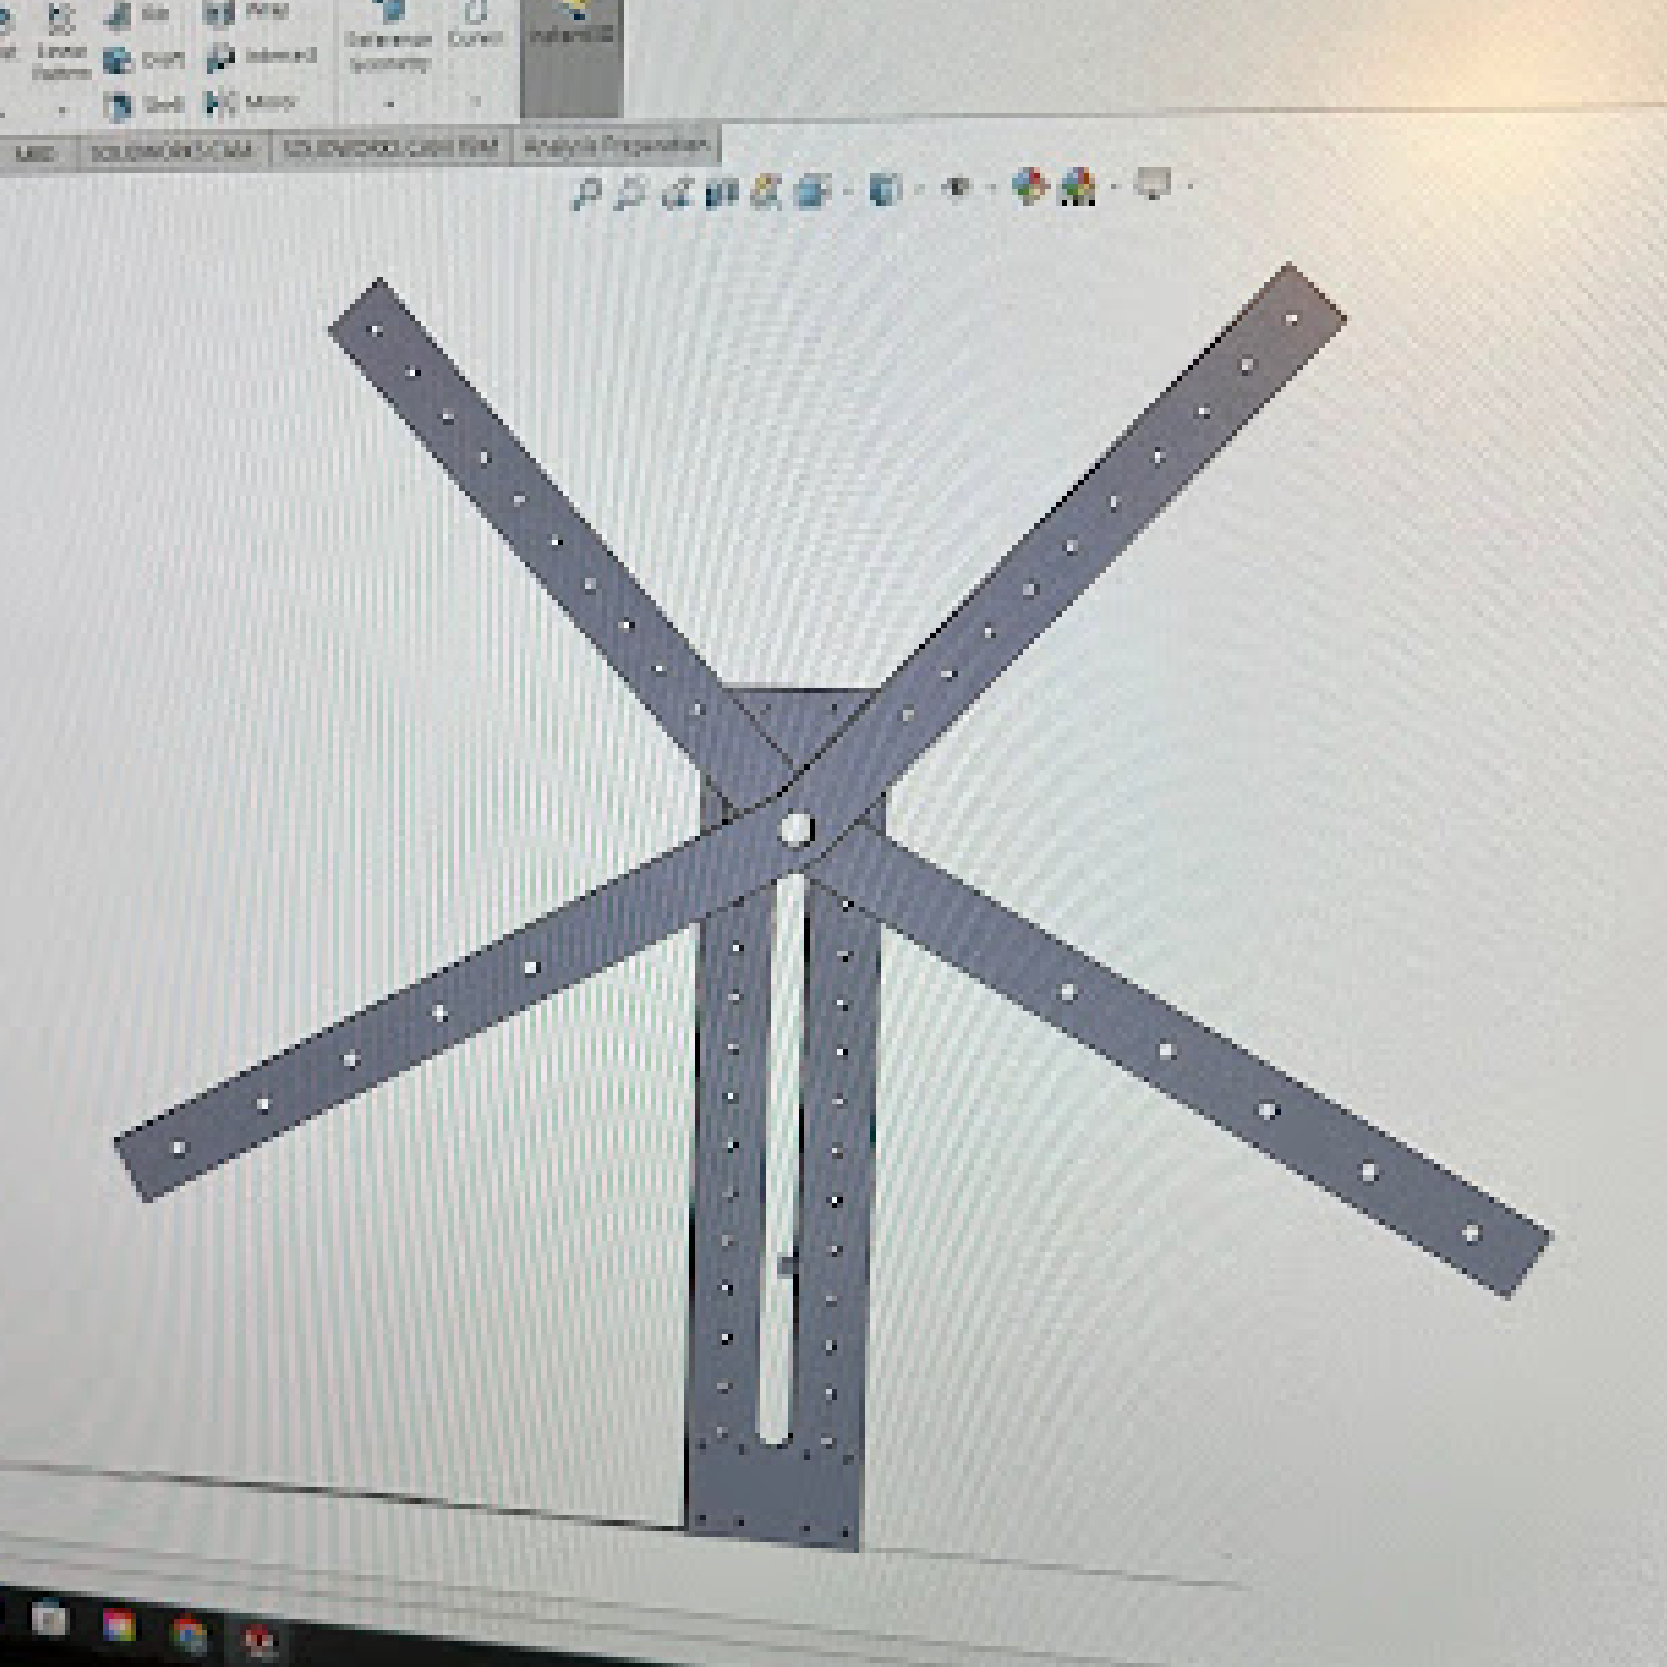 Rib
Wrap
Linear
Pattern
Draft
Intersect
Reference
Geometry
Curves
Instant3D
Shell
Mirror
MBD
SOLIDWORKS CAM
SOLIDWORKS CAM TBM
Analysis Preparation